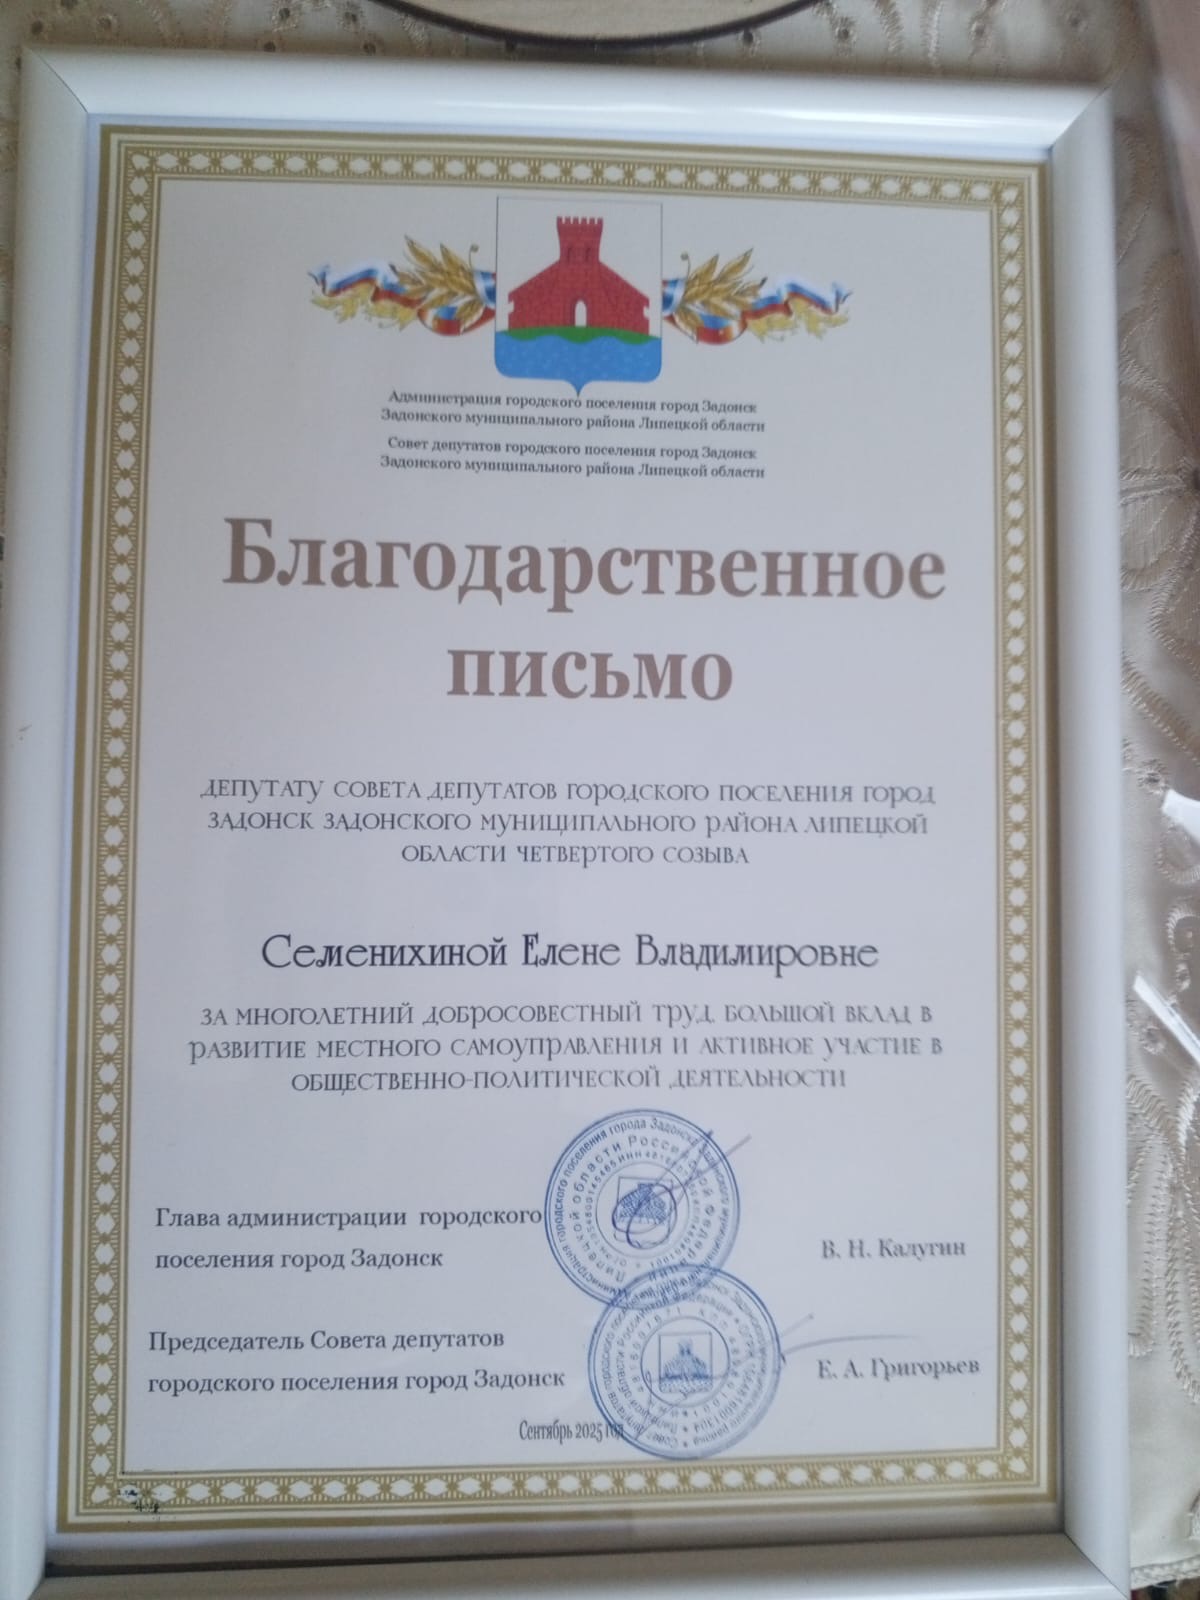 Администрация городского поселения город Задонск
Задонского муниципального района Липецкой области
Совет депутатов городского поселения город Задонск
Задонского муниципального района Липецкой области
Благодарственное
письмо
ДЕПУТАТУ СОВЕТА ДЕПУТАТОВ ГОРОДСКОГО ПОСЕЛЕНИЯ ГОРОД
ЗАДОНСК ЗАДОНСКОГО МУНИЦИПАЛЬНОГО РАЙОНА ЛИПЕЦКОЙ
ОБЛАСТИ ЧЕТВЕРТОГО СОЗЫВА
Семенихиной Елене Владимировне
ЗА МНОГОЛЕТНИЙ ДОБРОСОВЕСТНЫЙ ТРУД, БОЛЬШОЙ ВКЛАД В
РАЗВИТИЕ МЕСТНОГО САМОУПРАВЛЕНИЯ И АКТИВНОЕ УЧАСТИЕ В
ОБЩЕСТВЕННО-ПОЛИТИЧЕСКОЙ ДЕЯТЕЛЬНОСТИ
Глава администрации городского
поселения город Задонск
В. Н. Калугин
Председатель Совета депутатов
городского поселения город Задонск
Е. А. Григорьев
Сентябрь 2025 год